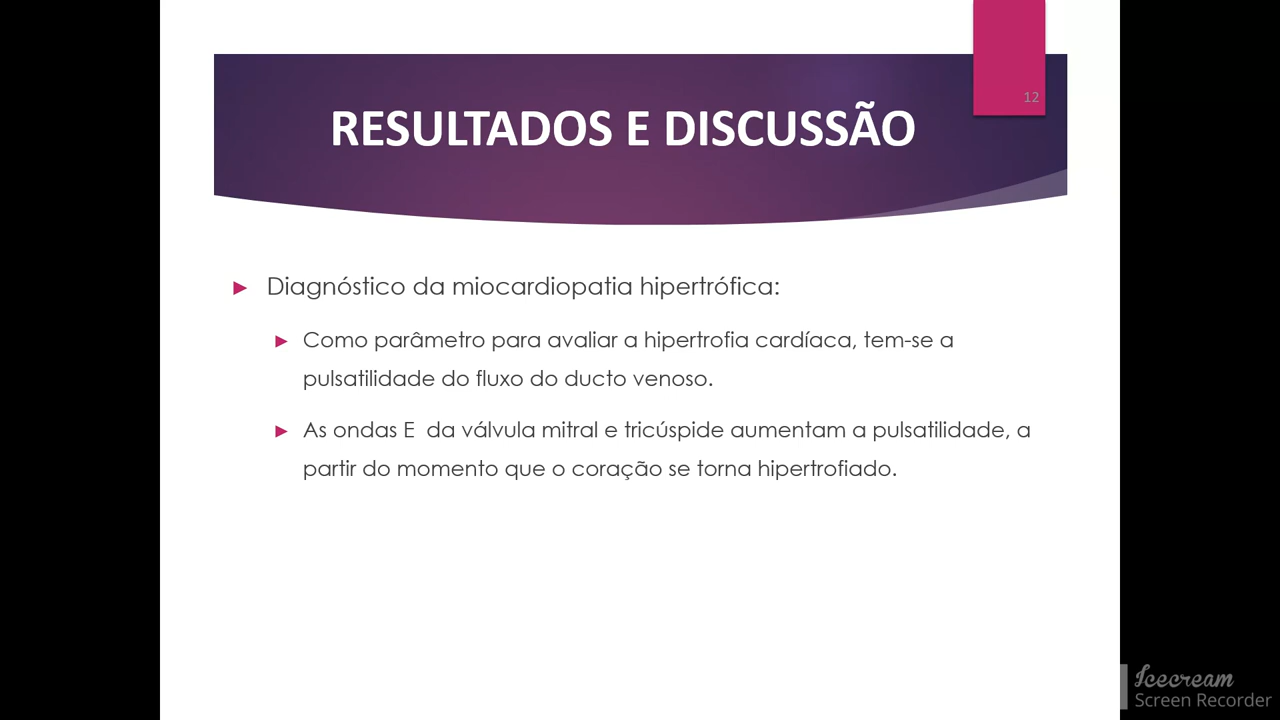 12
RESULTADOS E DISCUSSÃO
Diagnóstico da miocardiopatia hipertrófica:
Como parâmetro para avaliar a hipertrofia cardíaca, tem-se a
pulsatilidade do fluxo do ducto venoso.
As ondas E  da válvula mitral e tricúspide aumentam a pulsatilidade, a
partir do momento que o coração se torna hipertrofiado.
Icecream
Screen Recorder